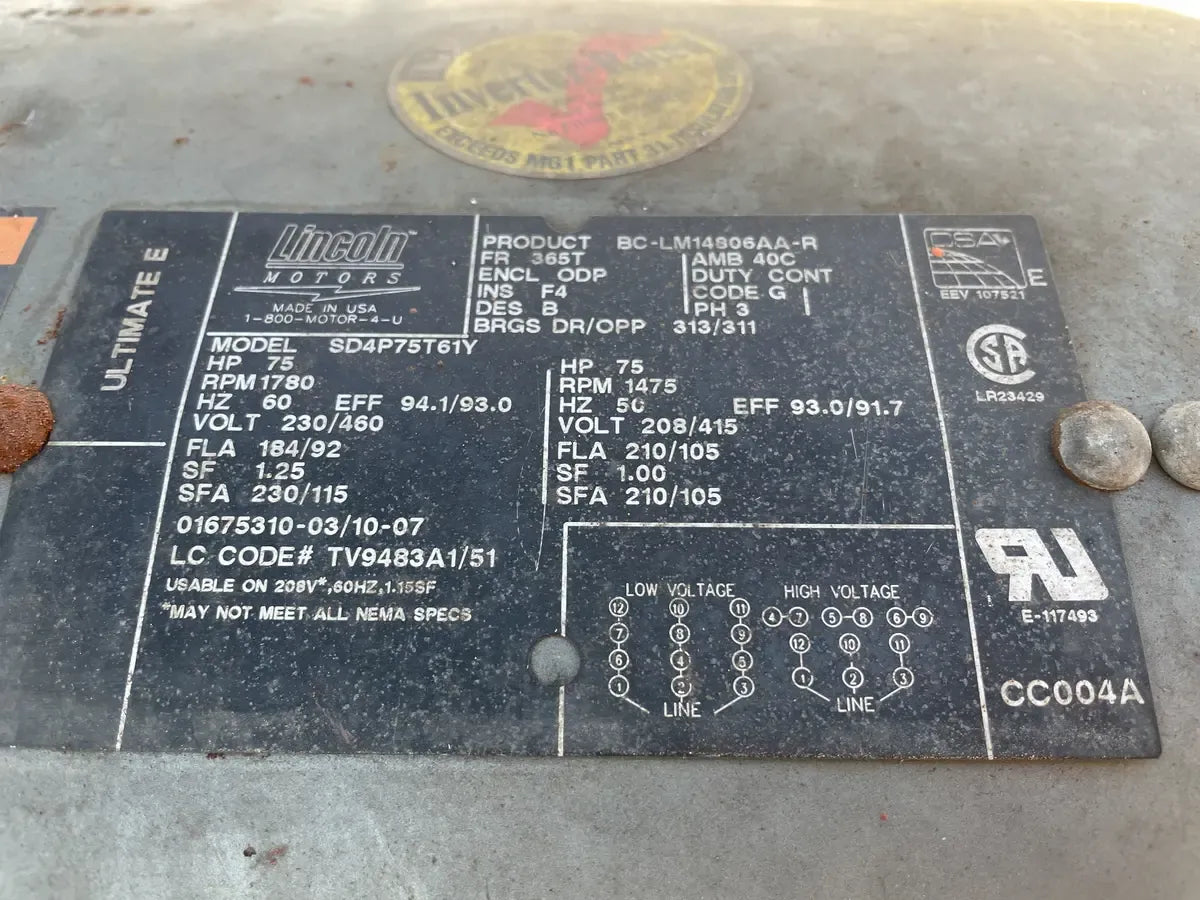 Inverter
EXCEEDS MG1 PART 31
ULTIMATE E
Lincoln™
MOTORS
MADE IN USA
1-800-MOTOR-4-U
PRODUCT BC-LM14806AA-R
FR 365T AMB 40C
ENCL ODP DUTY CONT
INS F4 CODE G
DES B PH 3
BRGS DR/OPP 313/311
CSA
E
EEV 107521
LR23429
MODEL SD4P75T61Y
HP 75
RPM 1780
HZ 60 EFF 94.1/93.0
VOLT 230/460
FLA 184/92
SF 1.25
SFA 230/115
HP 75
RPM 1475
HZ 50 EFF 93.0/91.7
VOLT 208/415
FLA 210/105
SF 1.00
SFA 210/105
01675310-03/10-07
LC CODE# TV9483A1/51
USABLE ON 208V*,60HZ,1.15SF
*MAY NOT MEET ALL NEMA SPECS
LOW VOLTAGE
12 10 11
7 8 9
6 4 5
1 2 3
LINE
HIGH VOLTAGE
4-7 5-8 6-9
12 10 11
1 2 3
LINE
E-117493
CC004A